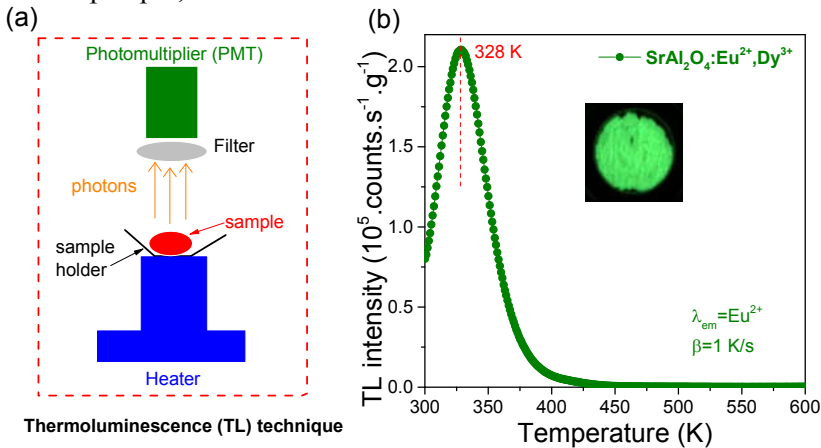 (a)
Photomultiplier (PMT)
Filter
photons
sample
sample
holder
Heater
Thermoluminescence (TL) technique
(b)
328 K
SrAl₂O₄:Eu²⁺,Dy³⁺
2.0
1.5
1.0
0.5
0.0
TL intensity (10⁵.counts.s⁻¹.g⁻¹)
λₑₘ=Eu²⁺
β=1 K/s
300 350 400 450 500 550 600
Temperature (K)